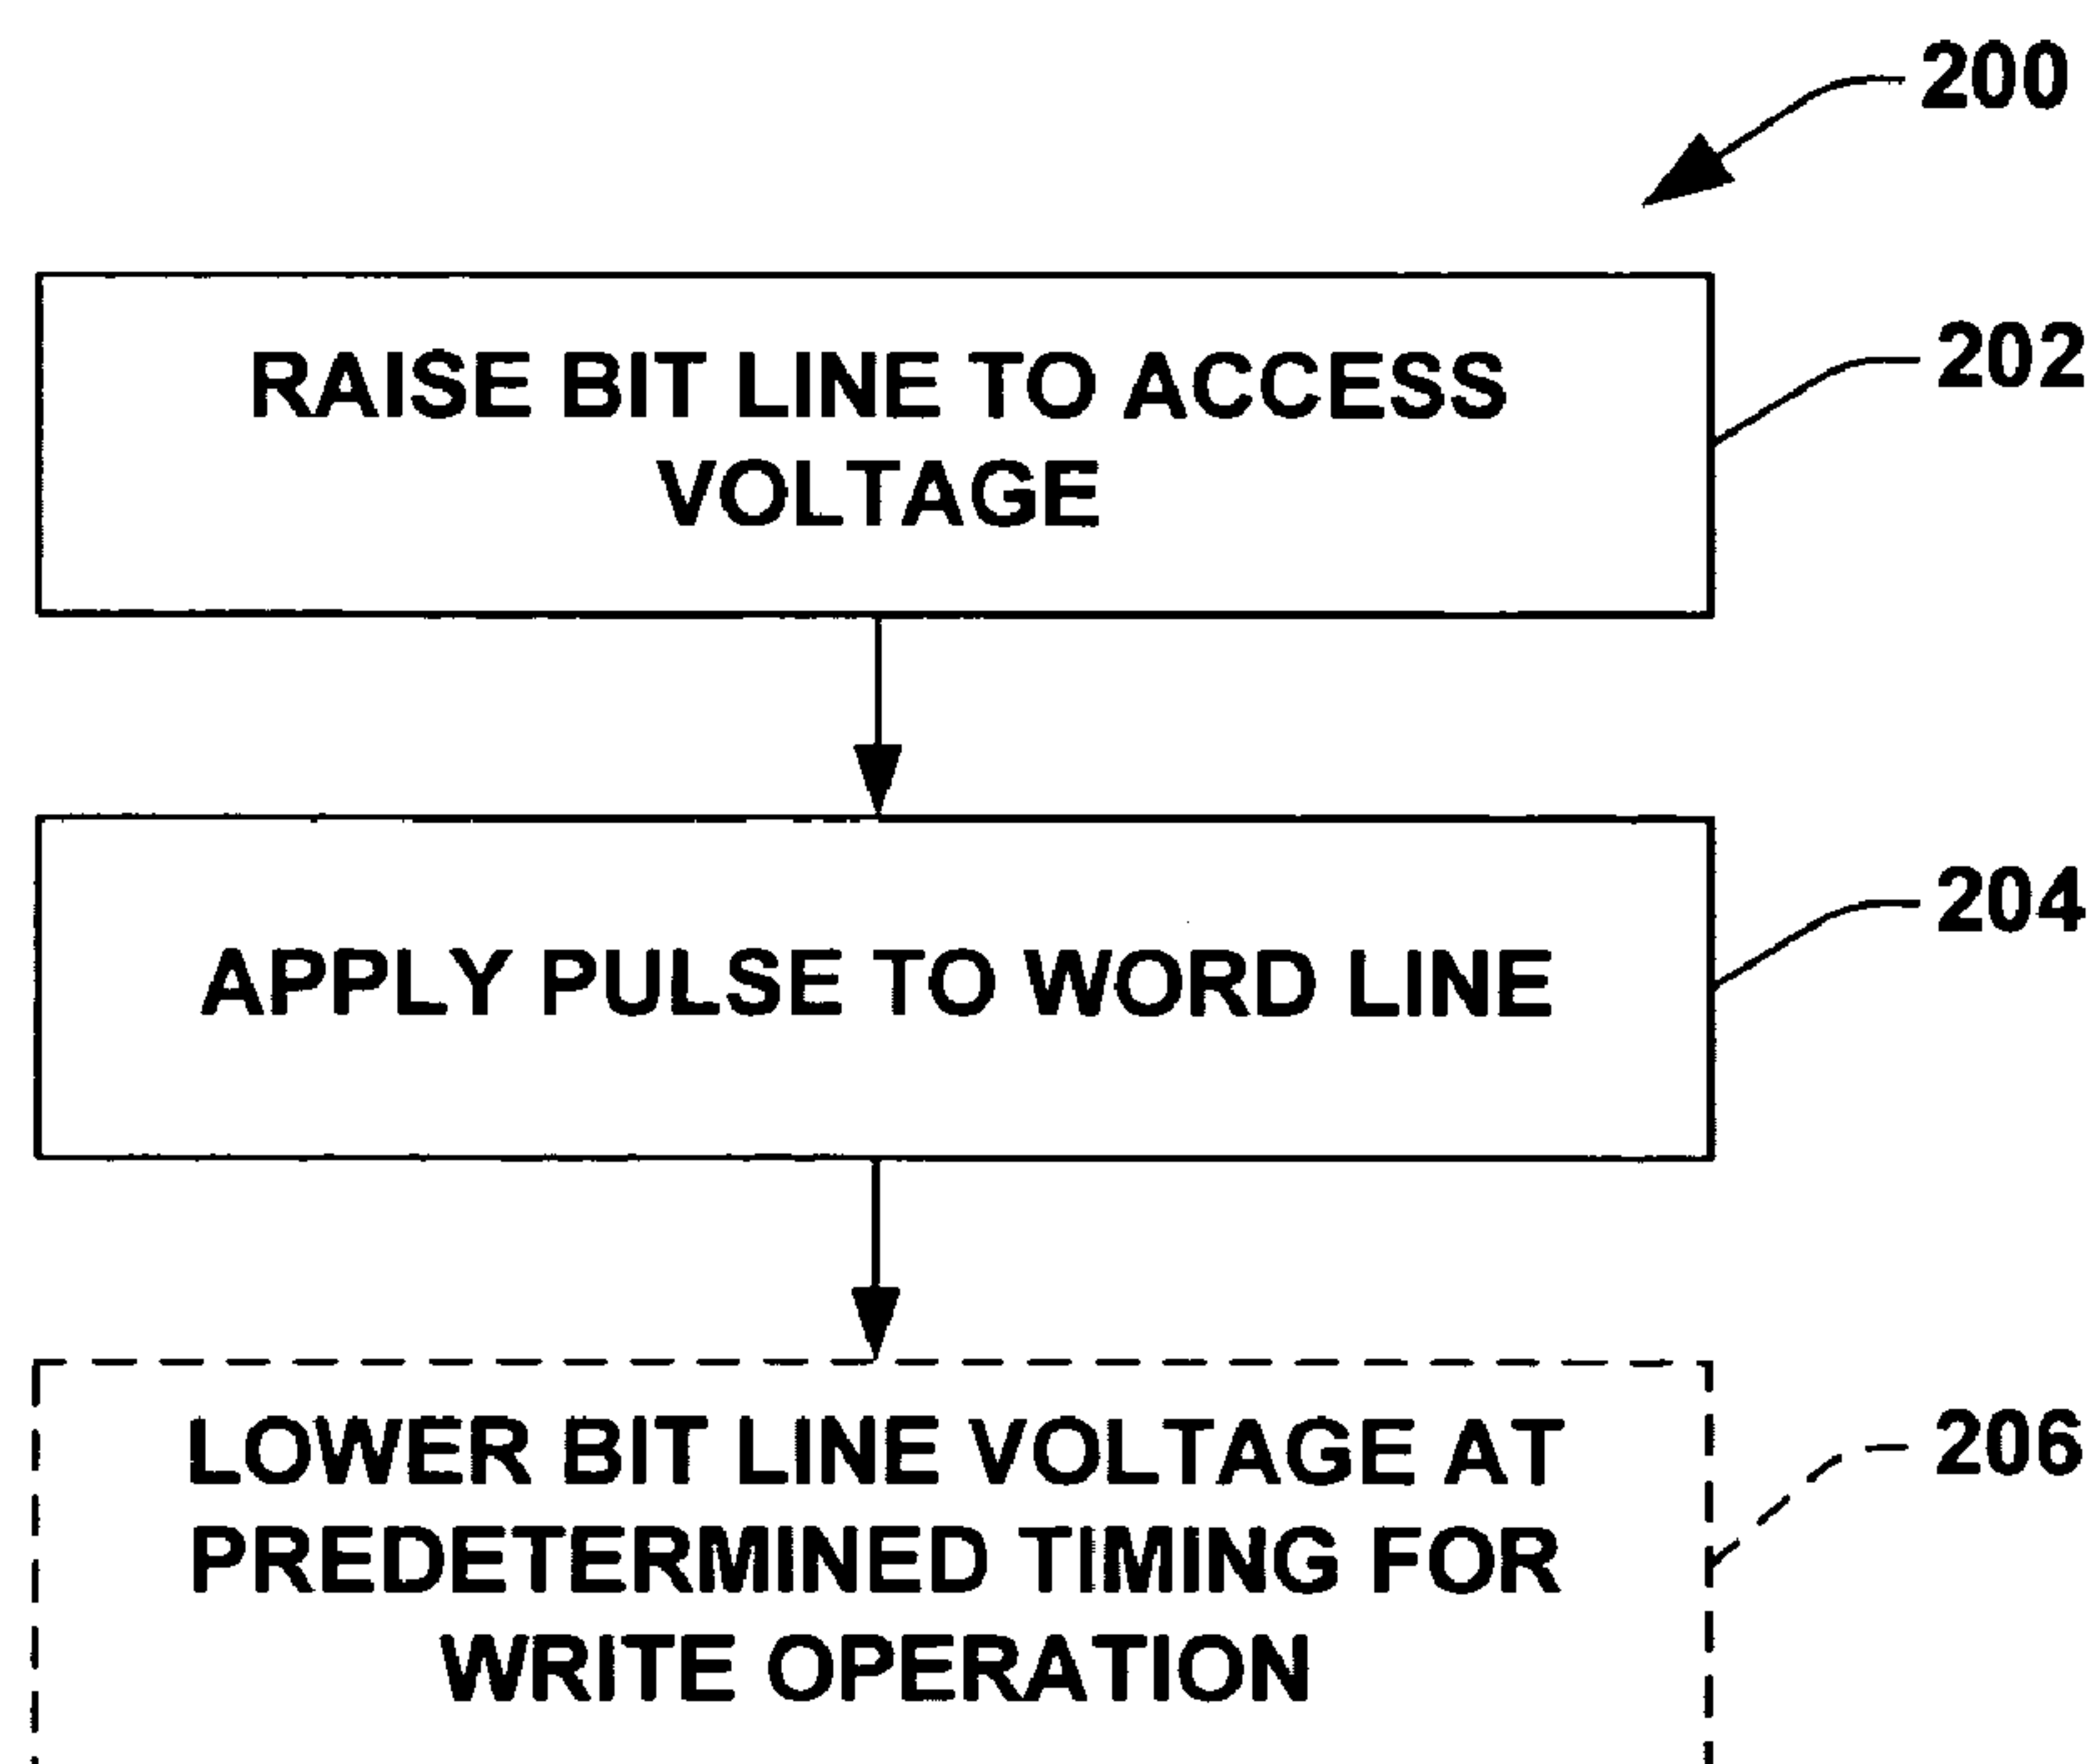 200
RAISE BIT LINE TO ACCESS
VOLTAGE
202
APPLY PULSE TO WORD LINE
204
LOWER BIT LINE VOLTAGE AT
PREDETERMINED TIMING FOR
WRITE OPERATION
206